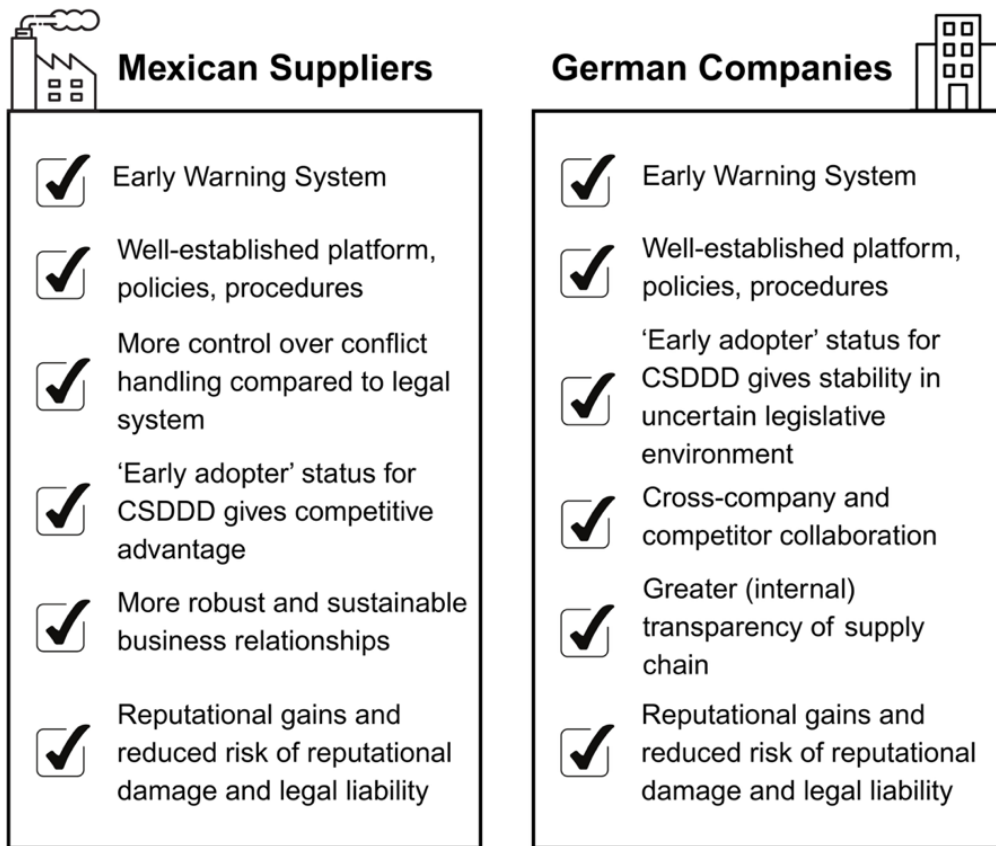 Mexican Suppliers
Early Warning System
Well-established platform,
policies, procedures
More control over conflict
handling compared to legal
system
‘Early adopter’ status for
CSDDD gives competitive
advantage
More robust and sustainable
business relationships
Reputational gains and
reduced risk of reputational
damage and legal liability
German Companies
Early Warning System
Well-established platform,
policies, procedures
‘Early adopter’ status for
CSDDD gives stability in
uncertain legislative
environment
Cross-company and
competitor collaboration
Greater (internal)
transparency of supply
chain
Reputational gains and
reduced risk of reputational
damage and legal liability